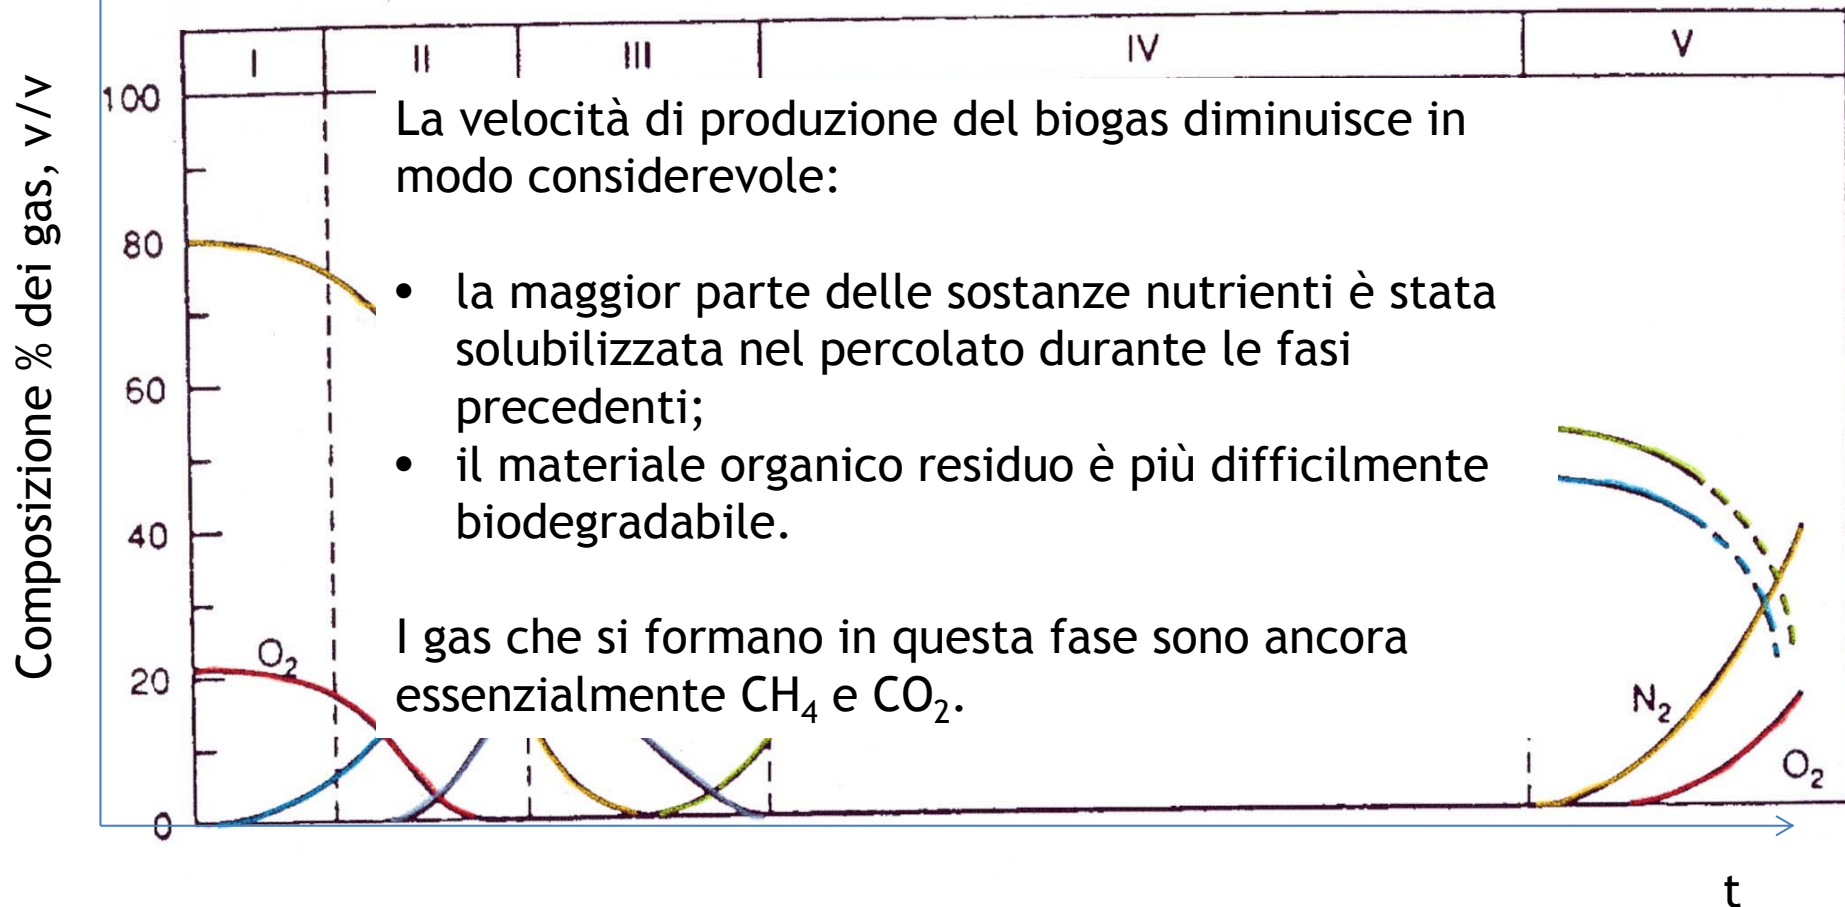 I II III IV V
Composizione % dei gas, v/v
100
80
60
40
20
0
La velocità di produzione del biogas diminuisce in
modo considerevole:
• la maggior parte delle sostanze nutrienti è stata
solubilizzata nel percolato durante le fasi
precedenti;
• il materiale organico residuo è più difficilmente
biodegradabile.
I gas che si formano in questa fase sono ancora
essenzialmente CH₄ e CO₂.
O₂
N₂
O₂
t